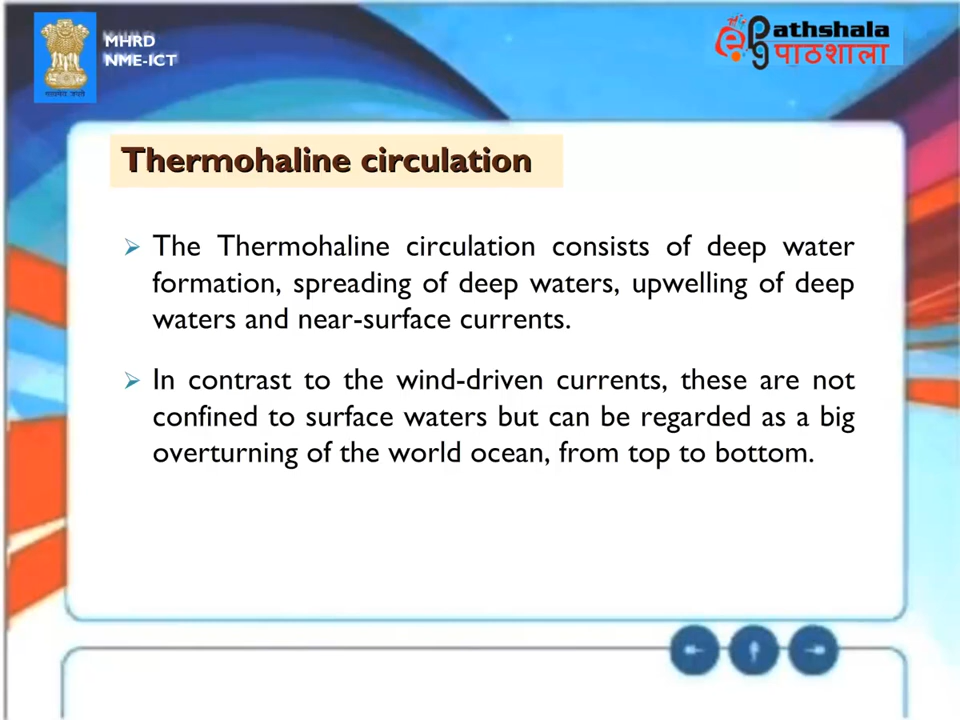 MHRD
NME-ICT
Pathshala
पाठशाला
Thermohaline circulation
The Thermohaline circulation consists of deep water
formation, spreading of deep waters, upwelling of deep
waters and near-surface currents.
In contrast to the wind-driven currents, these are not
confined to surface waters but can be regarded as a big
overturning of the world ocean, from top to bottom.